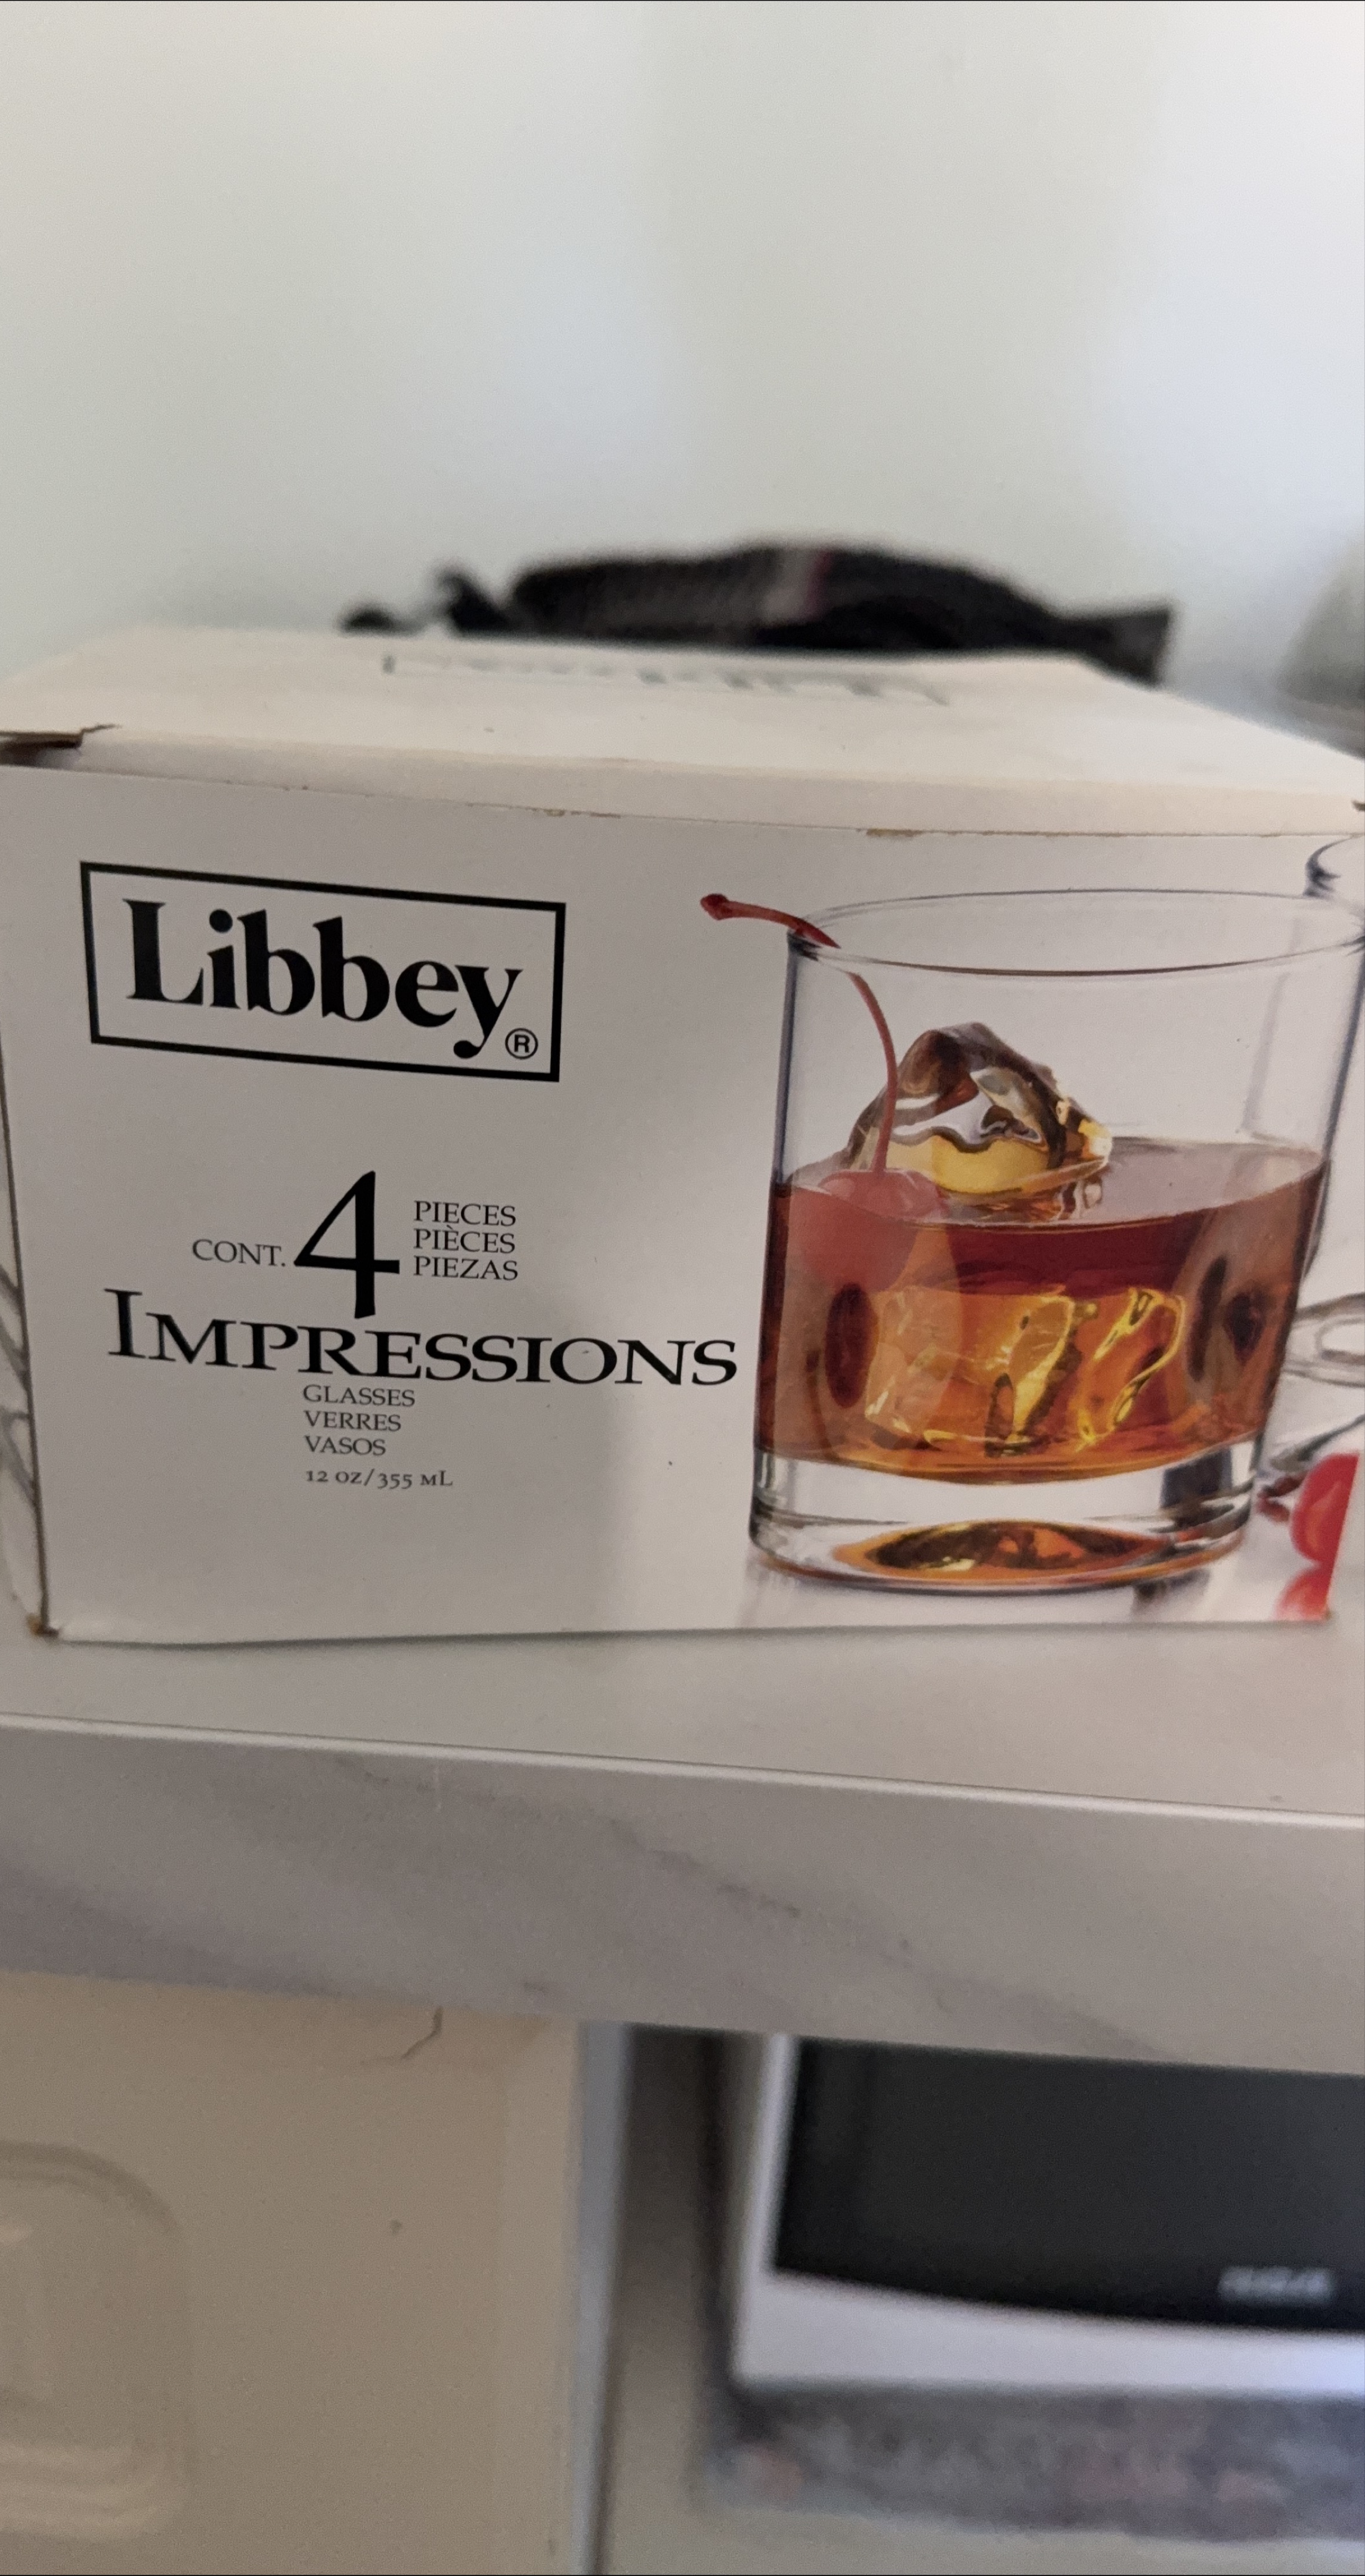 Libbey®
CONT. 4 PIECES
PIÈCES
PIEZAS
IMPRESSIONS
GLASSES
VERRES
VASOS
12 oz/355 mL